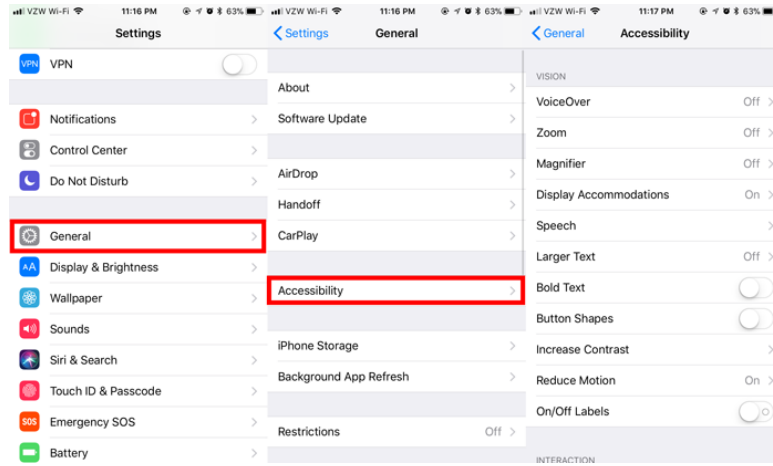 VZW Wi-Fi 11:16 PM 63%
Settings
VPN VPN
Notifications
Control Center
Do Not Disturb
General
AA Display & Brightness
Wallpaper
Sounds
Siri & Search
Touch ID & Passcode
SOS Emergency SOS
Battery
VZW Wi-Fi 11:16 PM 63%
Settings General
About
Software Update
AirDrop
Handoff
CarPlay
Accessibility
iPhone Storage
Background App Refresh
Restrictions Off
VZW Wi-Fi 11:17 PM 63%
General Accessibility
VISION
VoiceOver Off
Zoom Off
Magnifier Off
Display Accommodations On
Speech
Larger Text Off
Bold Text
Button Shapes
Increase Contrast
Reduce Motion On
On/Off Labels
INTERACTION